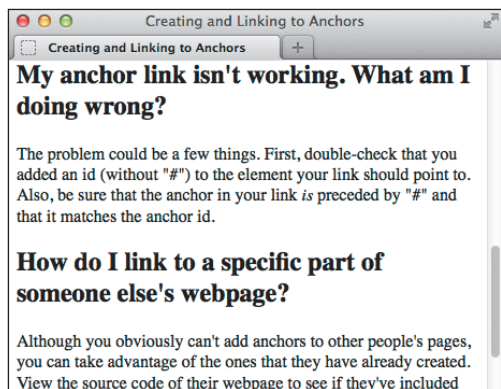 Creating and Linking to Anchors
Creating and Linking to Anchors
My anchor link isn't working. What am I
doing wrong?
The problem could be a few things. First, double-check that you
added an id (without "#") to the element your link should point to.
Also, be sure that the anchor in your link is preceded by "#" and
that it matches the anchor id.
How do I link to a specific part of
someone else's webpage?
Although you obviously can't add anchors to other people's pages,
you can take advantage of the ones that they have already created.
View the source code of their webpage to see if they've included